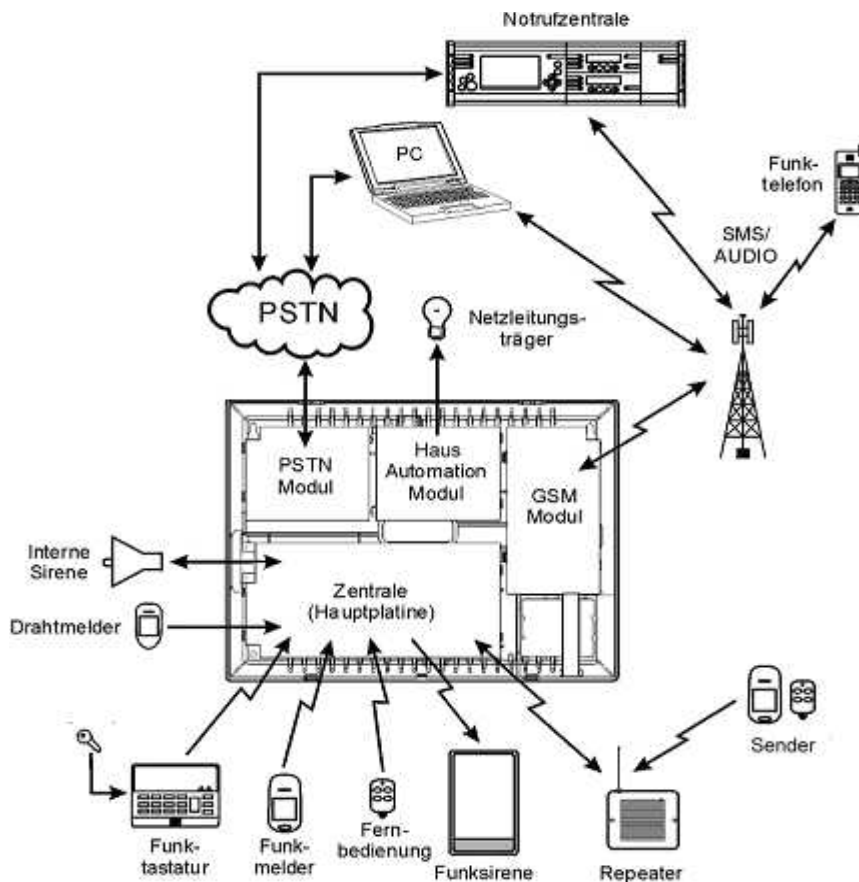 Notrufzentrale
PC
Funk-
telefon
SMS/
AUDIO
PSTN
Netzleitungs-
träger
PSTN
Modul
Haus
Automation
Modul
GSM
Modul
Interne
Sirene
Zentrale
(Hauptplatine)
Drahtmelder
Sender
Funk-
tastatur
Funk-
melder
Fern-
bedienung
Funksirene
Repeater